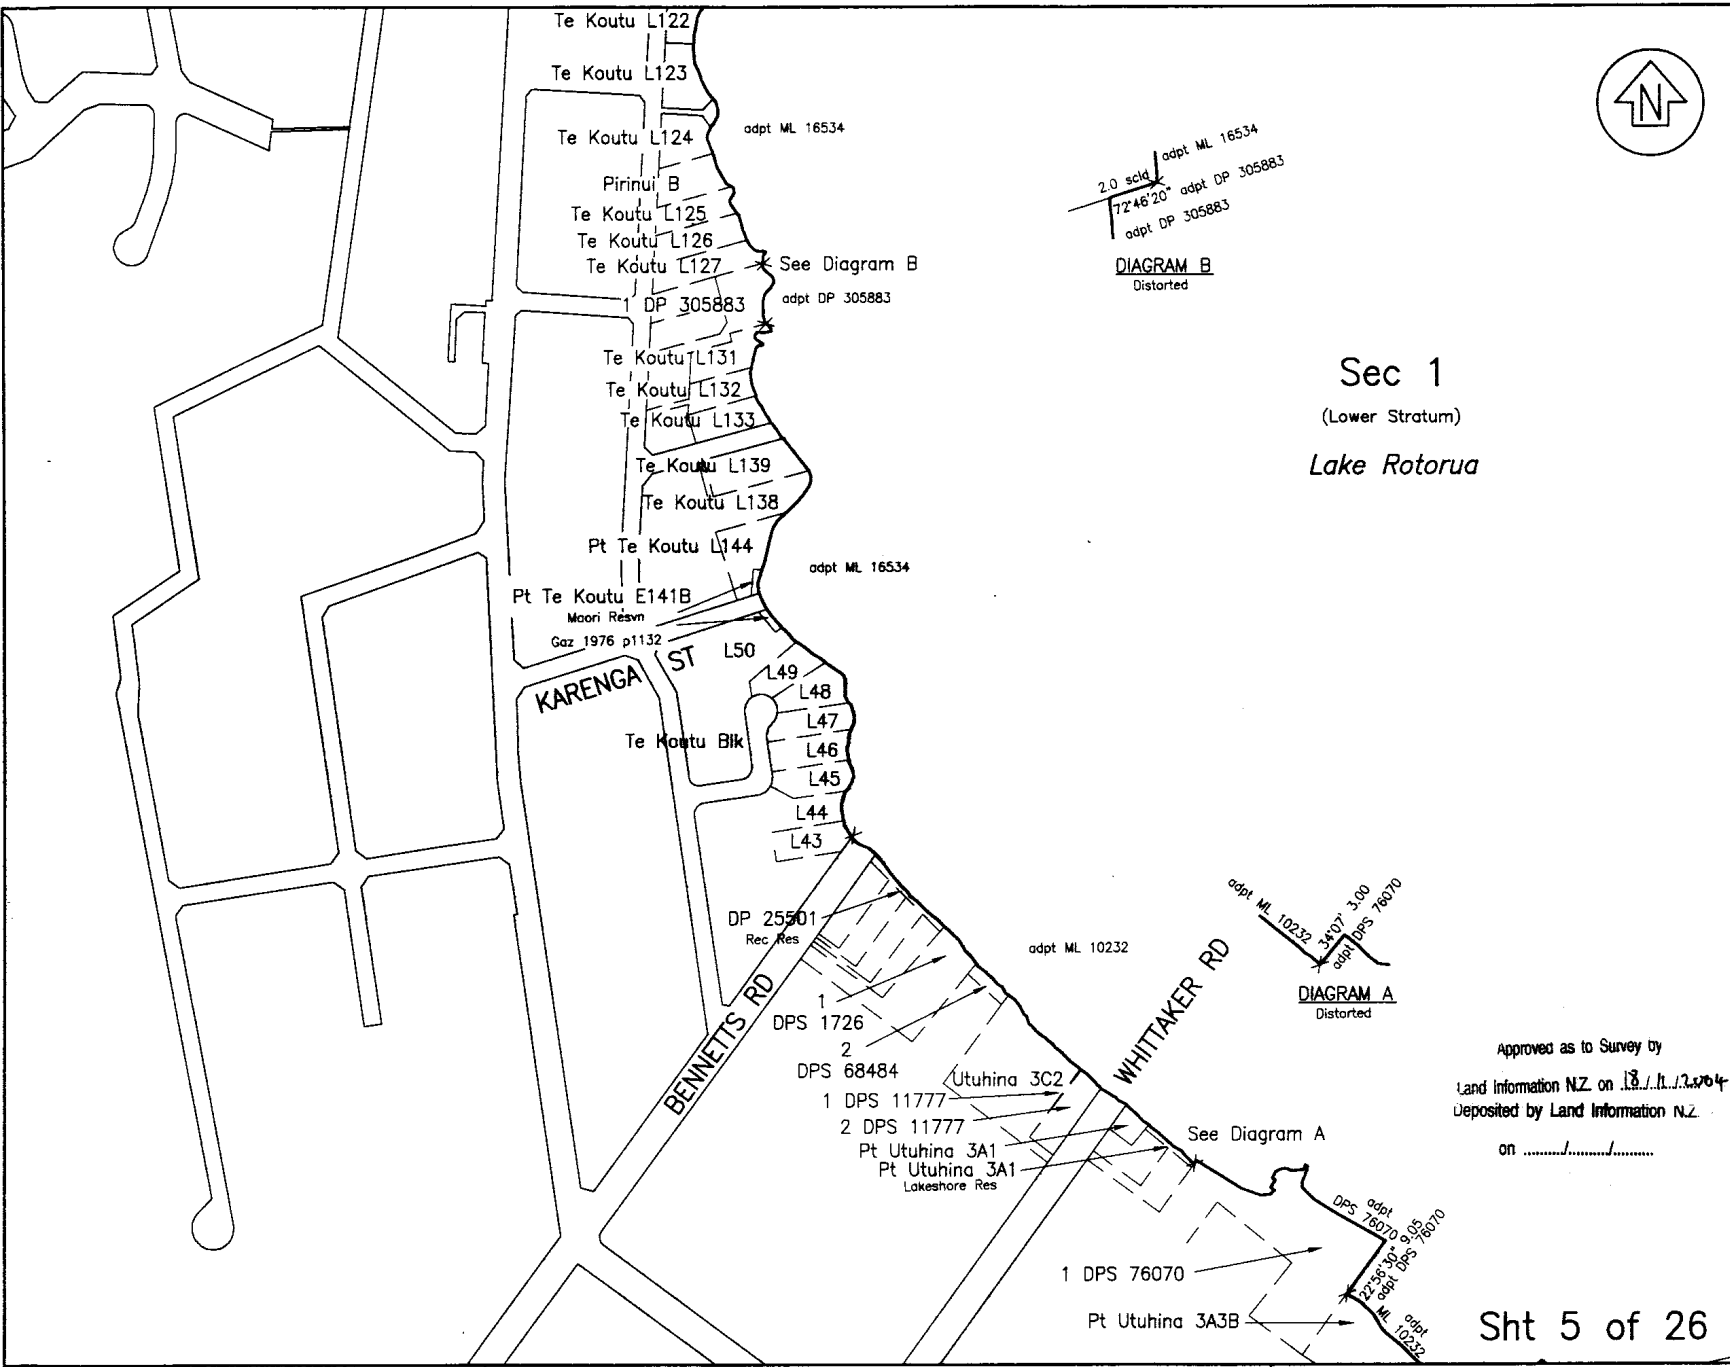 Te Koutu L122
Te Koutu L123
Te Koutu L124
adpt ML 16534
Pirinui B
Te Koutu L125
Te Koutu L126
Te Koutu L127
See Diagram B
1 DP 305883
adpt DP 305883
N
adpt ML 16534
2.0 scld
72°46'20" adpt DP 305883
adpt DP 305883
DIAGRAM B
Distorted
Te Koutu L131
Te Koutu L132
Te Koutu L133
Sec 1
(Lower Stratum)
Lake Rotorua
Te Koutu L139
Te Koutu L138
Pt Te Koutu L144
adpt ML 16534
Pt Te Koutu E141B
Maori Resvn
Gaz 1976 p1132
KARENGA ST
L50
L49
L48
L47
Te Koutu Blk
L46
L45
L44
L43
DP 25501
Rec Res
adpt ML 10232
BENNETTS RD
1
DPS 1726
2
DPS 68484
Utuhina 3C2
1 DPS 11777
2 DPS 11777
Pt Utuhina 3A1
Pt Utuhina 3A1
Lakeshore Res
WHITTAKER RD
adpt ML 10232
34°07' 3.00
adpt DPS 76070
DIAGRAM A
Distorted
See Diagram A
Approved as to Survey by
Land Information N.Z. on 18/11/2004
Deposited by Land Information N.Z.
on ........../........../..........
adpt
DPS 76070
22°56'30" 9.05
adpt DPS 76070
adpt
ML 10232
1 DPS 76070
Pt Utuhina 3A3B
Sht 5 of 26